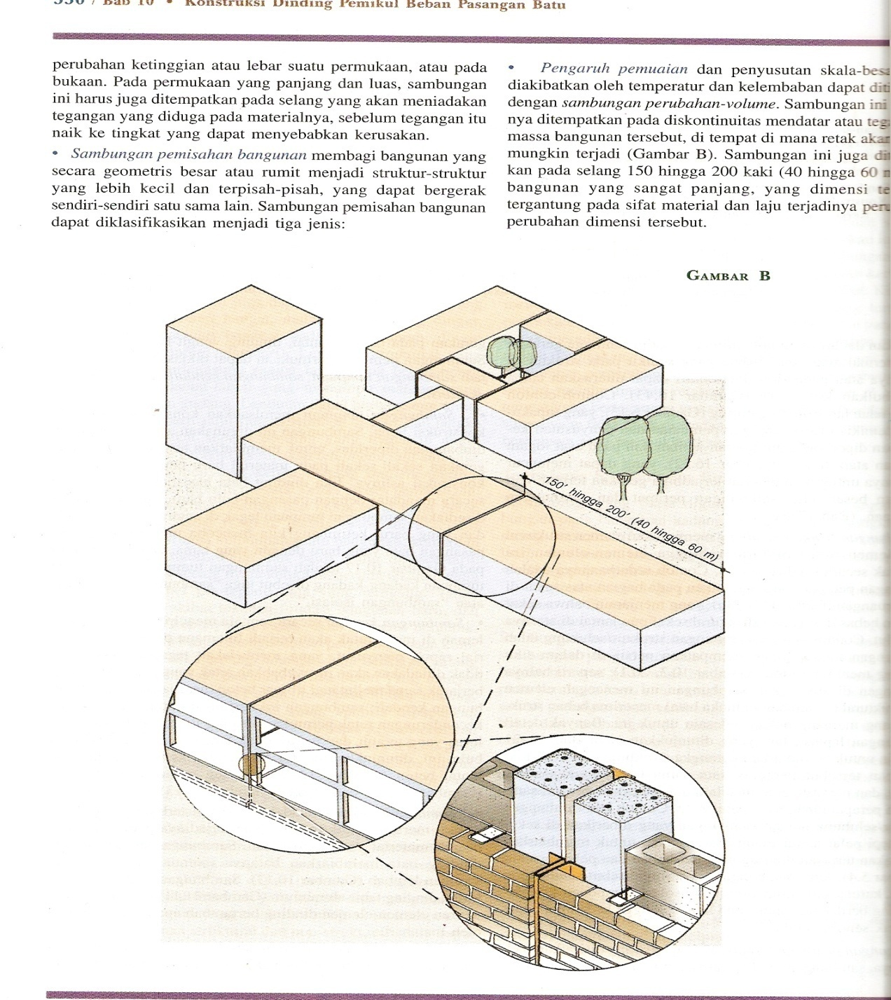 / Bab 10 • Konstruksi Dinding Pemikul Beban Pasangan Batu
perubahan ketinggian atau lebar suatu permukaan, atau pada
bukaan. Pada permukaan yang panjang dan luas, sambungan
ini harus juga ditempatkan pada selang yang akan meniadakan
tegangan yang diduga pada materialnya, sebelum tegangan itu
naik ke tingkat yang dapat menyebabkan kerusakan.
• Sambungan pemisahan bangunan membagi bangunan yang
secara geometris besar atau rumit menjadi struktur-struktur
yang lebih kecil dan terpisah-pisah, yang dapat bergerak
sendiri-sendiri satu sama lain. Sambungan pemisahan bangunan
dapat diklasifikasikan menjadi tiga jenis:
• Pengaruh pemuaian dan penyusutan
diakibatkan oleh temperatur dan kelembaban dapat
dengan sambungan perubahan-volume. Sambungan ini
nya ditempatkan pada diskontinuitas mendatar atau
massa bangunan tersebut, di tempat di mana retak akan
mungkin terjadi (Gambar B). Sambungan ini juga
kan pada selang 150 hingga 200 kaki (40 hingga 60
bangunan yang sangat panjang, yang dimensi
tergantung pada sifat material dan laju terjadinya
perubahan dimensi tersebut.
GAMBAR B
150' hingga 200' (40 hingga 60 m)